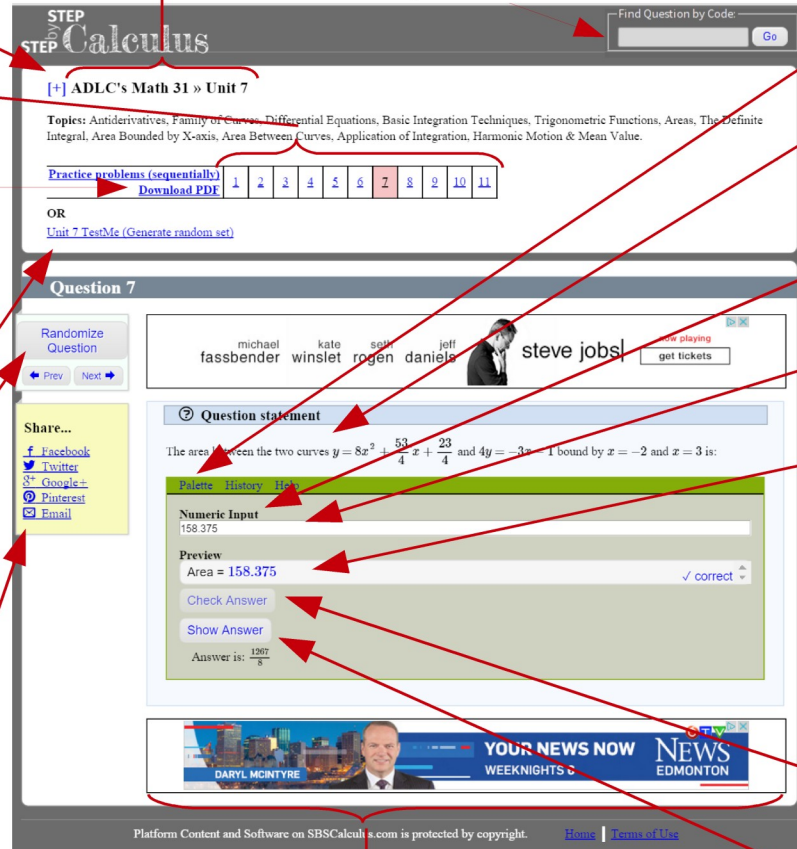 STEP
by
STEP Calculus
Find Question by Code:
Go
[+] ADLC's Math 31 » Unit 7
Topics: Antiderivatives, Family of Curves, Differential Equations, Basic Integration Techniques, Trigonometric Functions, Areas, The Definite
Integral, Area Bounded by X-axis, Area Between Curves, Application of Integration, Harmonic Motion & Mean Value.
Practice problems (sequentially)
Download PDF
1 2 3 4 5 6 7 8 9 10 11
OR
Unit 7 TestMe (Generate random set)
Question 7
Randomize
Question
Prev Next
michael kate seth jeff
fassbender winslet rogen daniels
steve jobs
now playing
get tickets
Share...
Facebook
Twitter
g+ Google+
Pinterest
Email
? Question statement
The area between the two curves y = 8x² + 53/4 x + 23/4 and 4y = −3x − 1 bound by x = −2 and x = 3 is:
Palette History Help
Numeric Input
158.375
Preview
Area = 158.375
✓ correct
Check Answer
Show Answer
Answer is: 1267/8
DARYL MCINTYRE
YOUR NEWS NOW
WEEKNIGHTS 6
CTV
NEWS
EDMONTON
Platform Content and Software on SBSCalculus.com is protected by copyright.
Home | Terms of Use